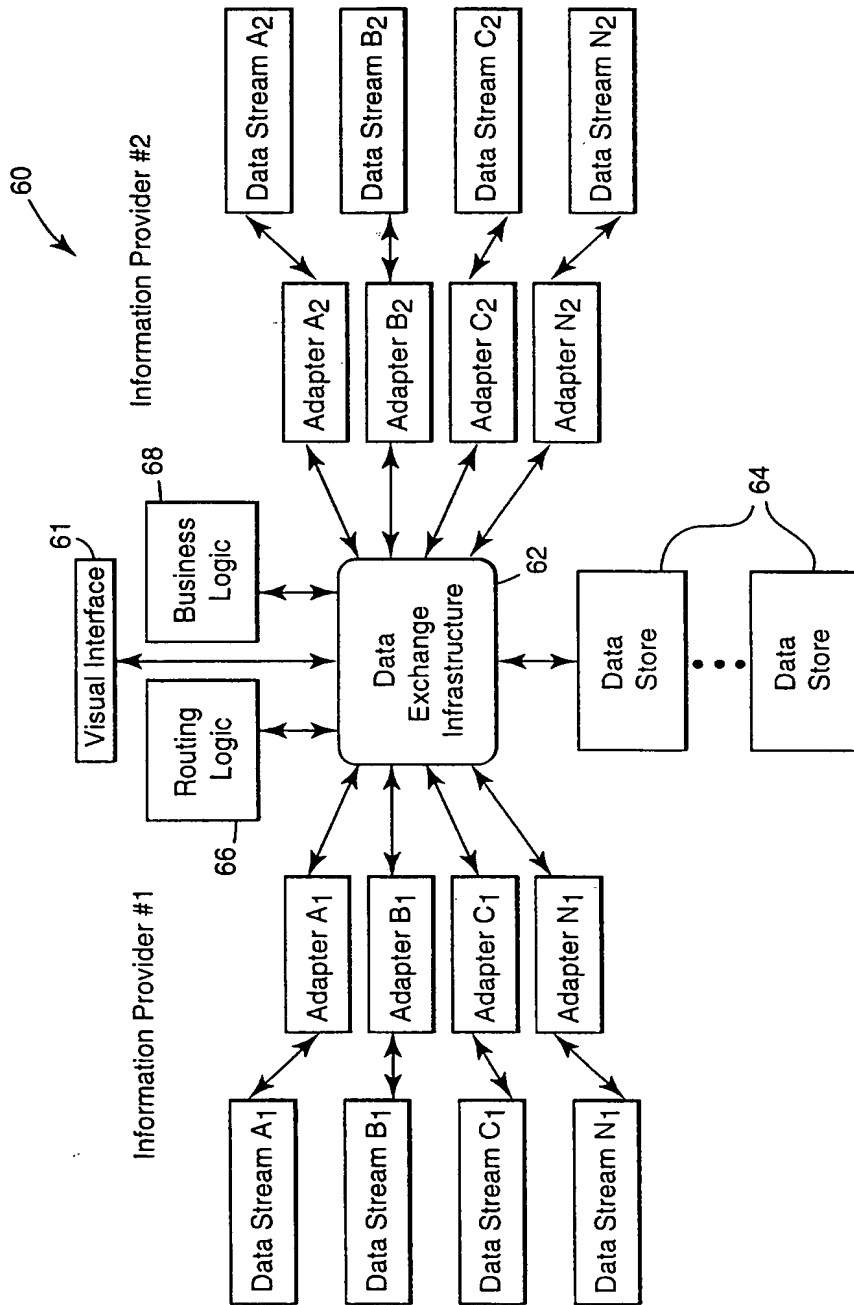 60
Information Provider #1
Information Provider #2
61
Visual Interface
66
Routing
Logic
68
Business
Logic
Data Stream A1
Adapter A1
Adapter A2
Data Stream A2
Data Stream B1
Adapter B1
Data
Exchange
Infrastructure
62
Adapter B2
Data Stream B2
Data Stream C1
Adapter C1
Adapter C2
Data Stream C2
Data Stream N1
Adapter N1
Adapter N2
Data Stream N2
Data
Store
64
Data
Store